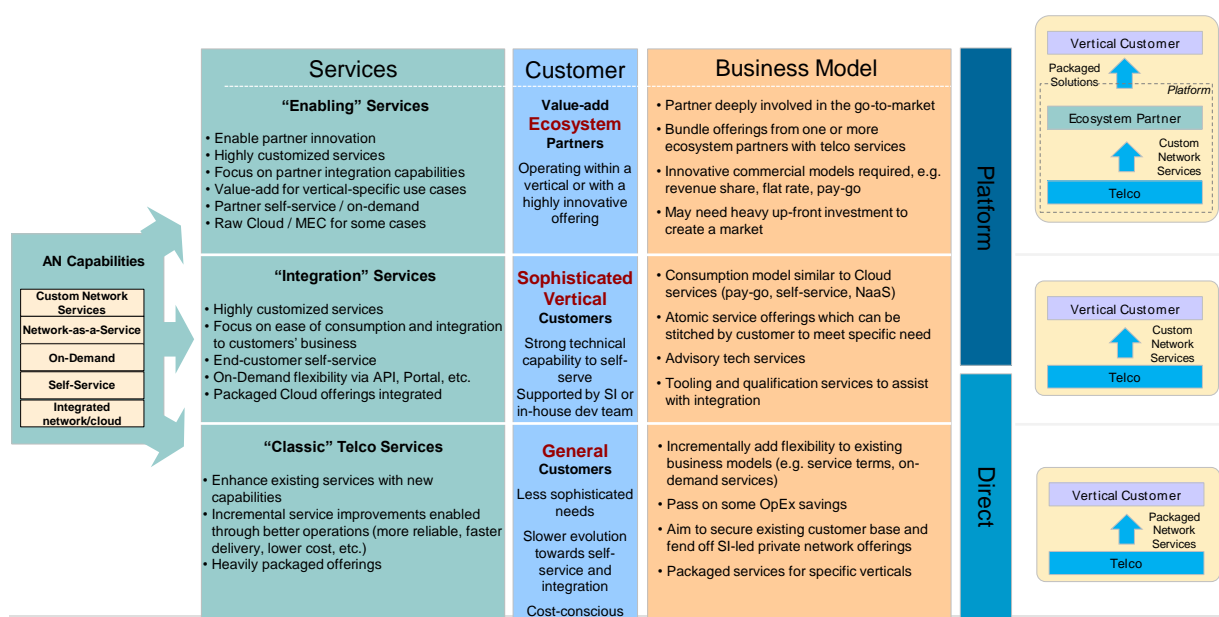 AN Capabilities
Custom Network
Services
Network-as-a-Service
On-Demand
Self-Service
Integrated
network/cloud
Services
“Enabling” Services
• Enable partner innovation
• Highly customized services
• Focus on partner integration capabilities
• Value-add for vertical-specific use cases
• Partner self-service / on-demand
• Raw Cloud / MEC for some cases
“Integration” Services
• Highly customized services
• Focus on ease of consumption and integration
to customers’ business
• End-customer self-service
• On-Demand flexibility via API, Portal, etc.
• Packaged Cloud offerings integrated
“Classic” Telco Services
• Enhance existing services with new
capabilities
• Incremental service improvements enabled
through better operations (more reliable, faster
delivery, lower cost, etc.)
• Heavily packaged offerings
Customer
Value-add
Ecosystem
Partners
Operating within a
vertical or with a
highly innovative
offering
Sophisticated
Vertical
Customers
Strong technical
capability to self-
serve
Supported by SI or
in-house dev team
General
Customers
Less sophisticated
needs
Slower evolution
towards self-
service and
integration
Cost-conscious
Business Model
• Partner deeply involved in the go-to-market
• Bundle offerings from one or more
ecosystem partners with telco services
• Innovative commercial models required, e.g.
revenue share, flat rate, pay-go
• May need heavy up-front investment to
create a market
• Consumption model similar to Cloud
services (pay-go, self-service, NaaS)
• Atomic service offerings which can be
stitched by customer to meet specific need
• Advisory tech services
• Tooling and qualification services to assist
with integration
• Incrementally add flexibility to existing
business models (e.g. service terms, on-
demand services)
• Pass on some OpEx savings
• Aim to secure existing customer base and
fend off SI-led private network offerings
• Packaged services for specific verticals
Platform
Direct
Vertical Customer
Packaged
Solutions
Platform
Ecosystem Partner
Custom
Network
Services
Telco
Vertical Customer
Custom
Network
Services
Telco
Vertical Customer
Packaged
Network
Services
Telco